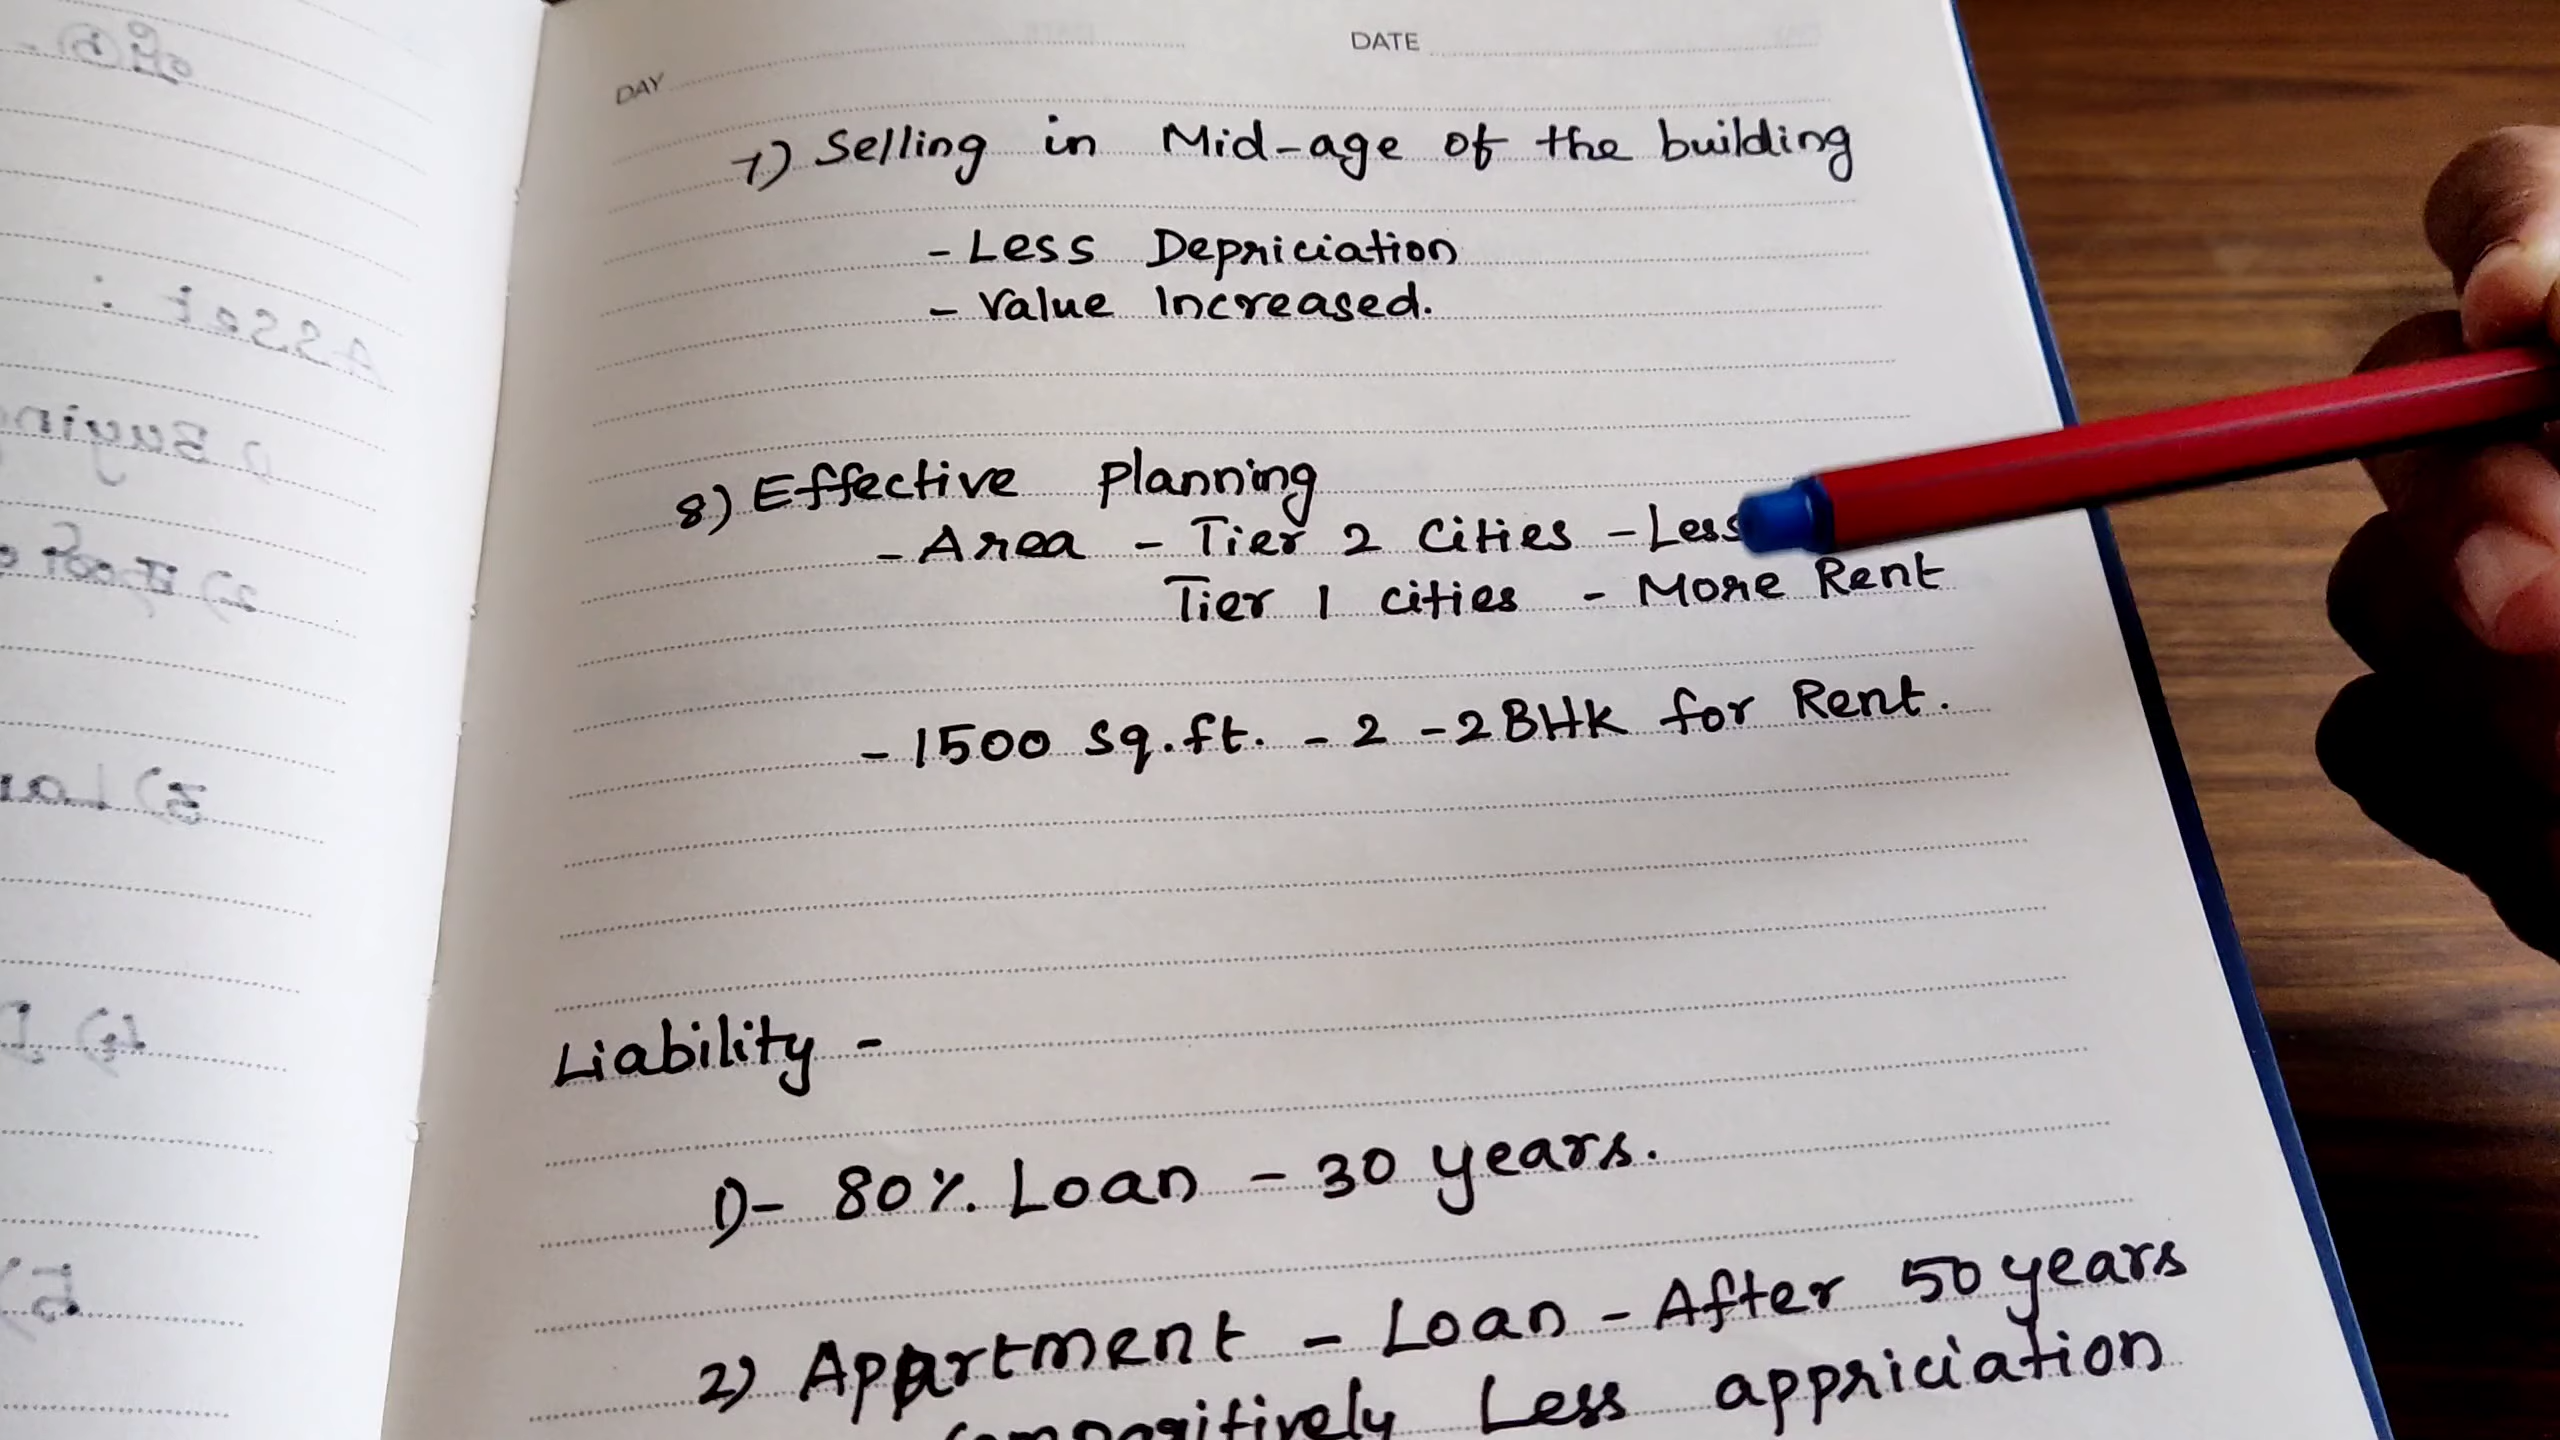 DAY
DATE
7) Selling in Mid-age of the building
- Less Depriciation
- Value Increased.
8) Effective Planning
- Area - Tier 2 Cities - Less
Tier 1 cities - More Rent
- 1500 sq.ft. - 2 - 2BHK for Rent.
Liability -
1) - 80% Loan - 30 years.
2) Appartment - Loan - After 50 years
Comparitively Less appriciation